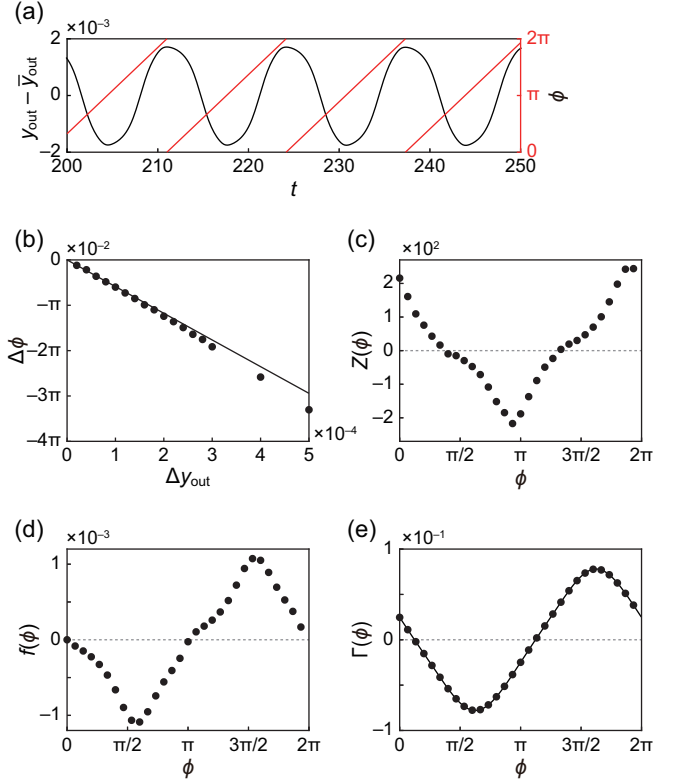 (a)
×10⁻³
2
0
−2
y_out − ȳ_out
200
210
220
230
240
250
t
2π
π
0
ϕ
(b)
×10⁻²
0
−π
−2π
−3π
−4π
Δϕ
0
1
2
3
4
5
×10⁻⁴
Δy_out
(c)
×10²
2
1
0
−1
−2
Z(ϕ)
0
π/2
π
3π/2
2π
ϕ
(d)
×10⁻³
1
0
−1
f(ϕ)
0
π/2
π
3π/2
2π
ϕ
(e)
×10⁻¹
1
0
−1
Γ(ϕ)
0
π/2
π
3π/2
2π
ϕ